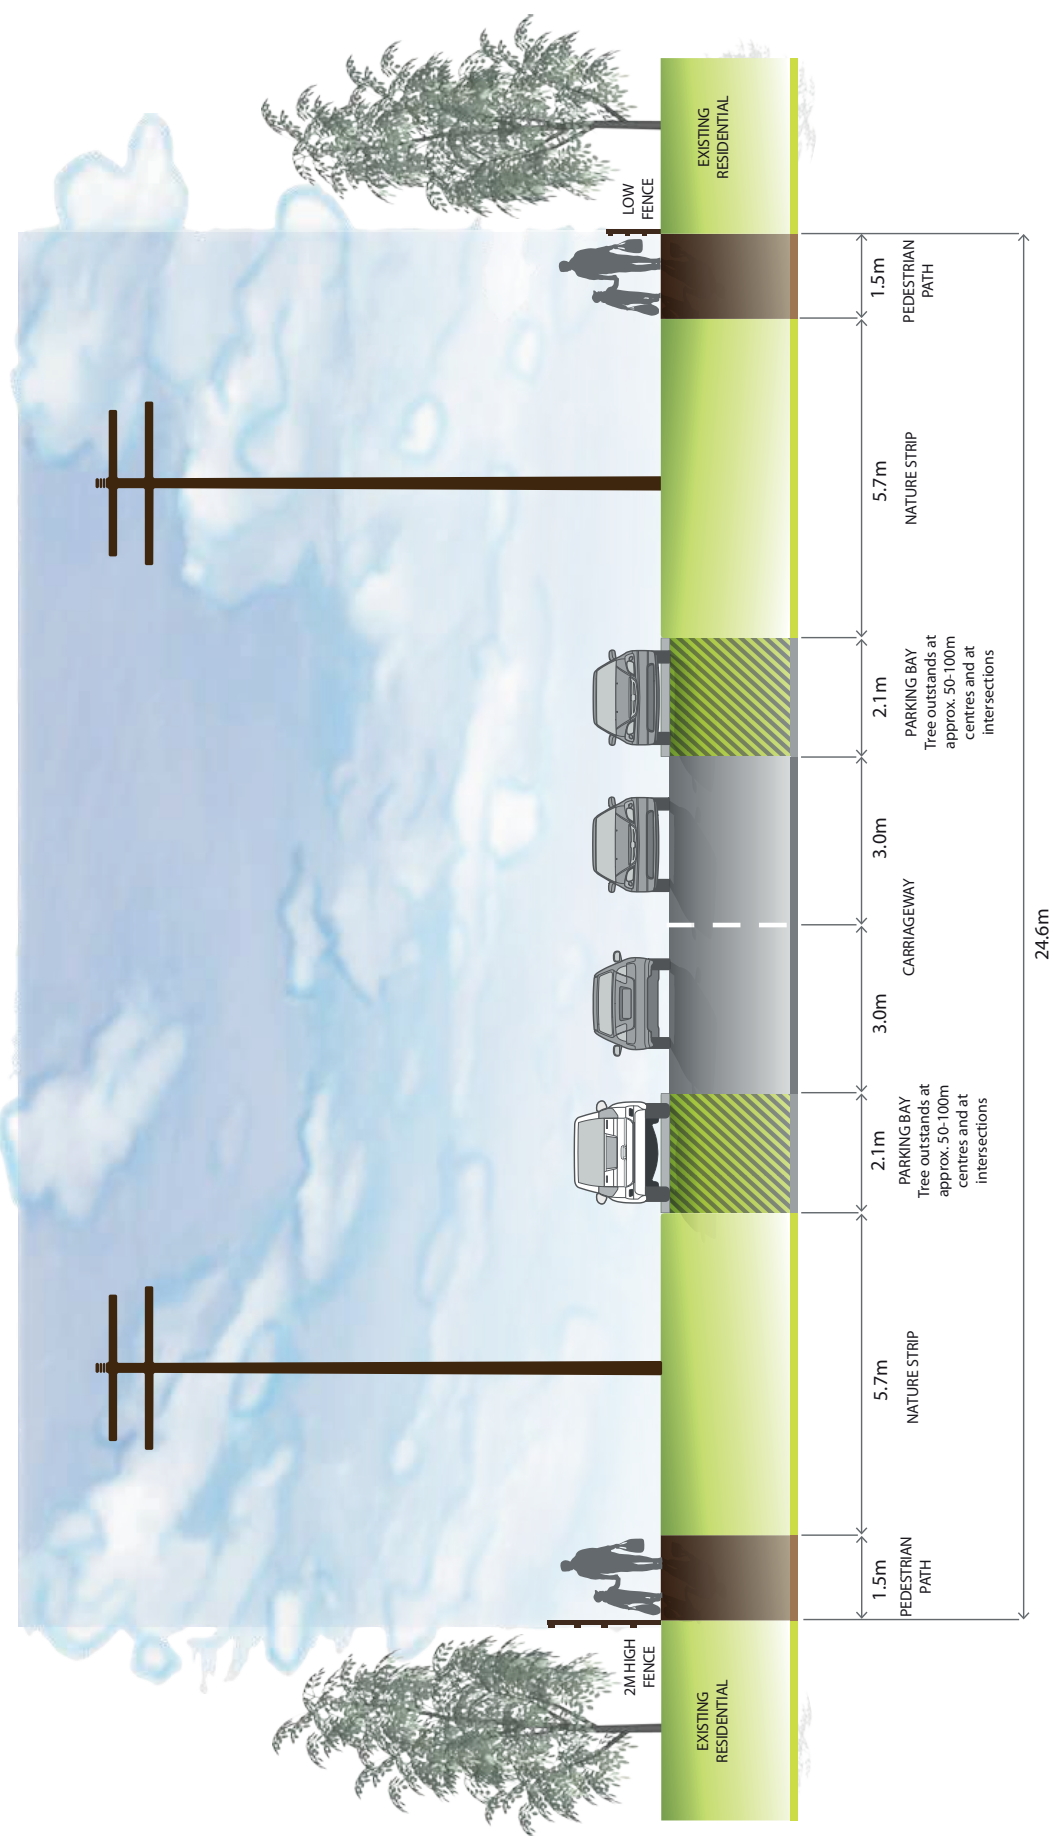 2M HIGH
FENCE
LOW
FENCE
EXISTING
RESIDENTIAL
EXISTING
RESIDENTIAL
1.5m
PEDESTRIAN
PATH
5.7m
NATURE STRIP
2.1m
PARKING BAY
Tree outstands at
approx. 50-100m
centres and at
intersections
3.0m
CARRIAGEWAY
3.0m
2.1m
PARKING BAY
Tree outstands at
approx. 50-100m
centres and at
intersections
5.7m
NATURE STRIP
1.5m
PEDESTRIAN
PATH
24.6m